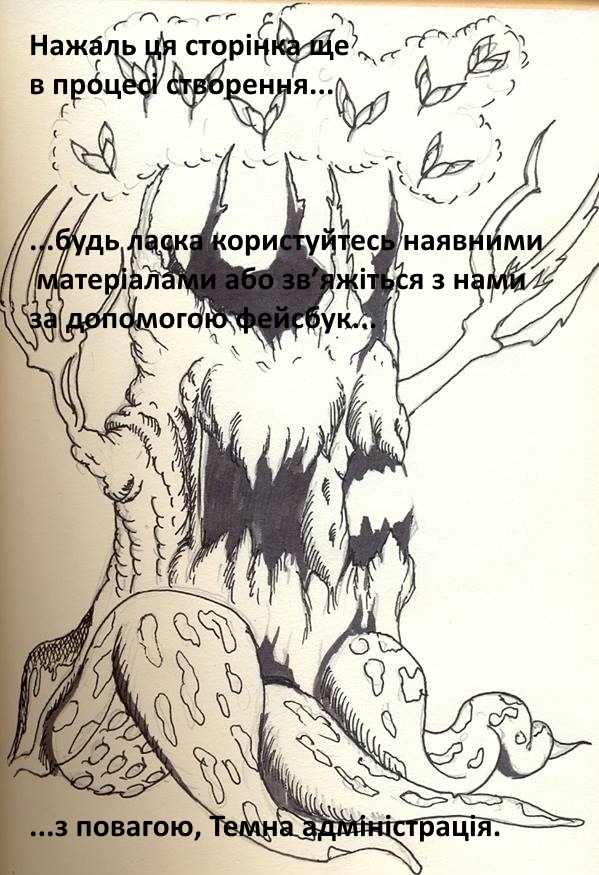 Нажаль ця сторінка ще
в процесі створення...
...будь ласка користуйтесь наявними
матеріалами або зв’яжіться з нами
за допомогою фейсбук...
...з повагою, Темна адміністрація.